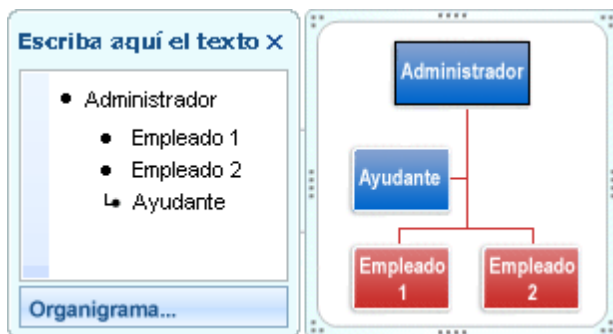 Escriba aquí el texto
Administrador
Empleado 1
Empleado 2
Ayudante
Organigrama...
Administrador
Ayudante
Empleado
1
Empleado
2